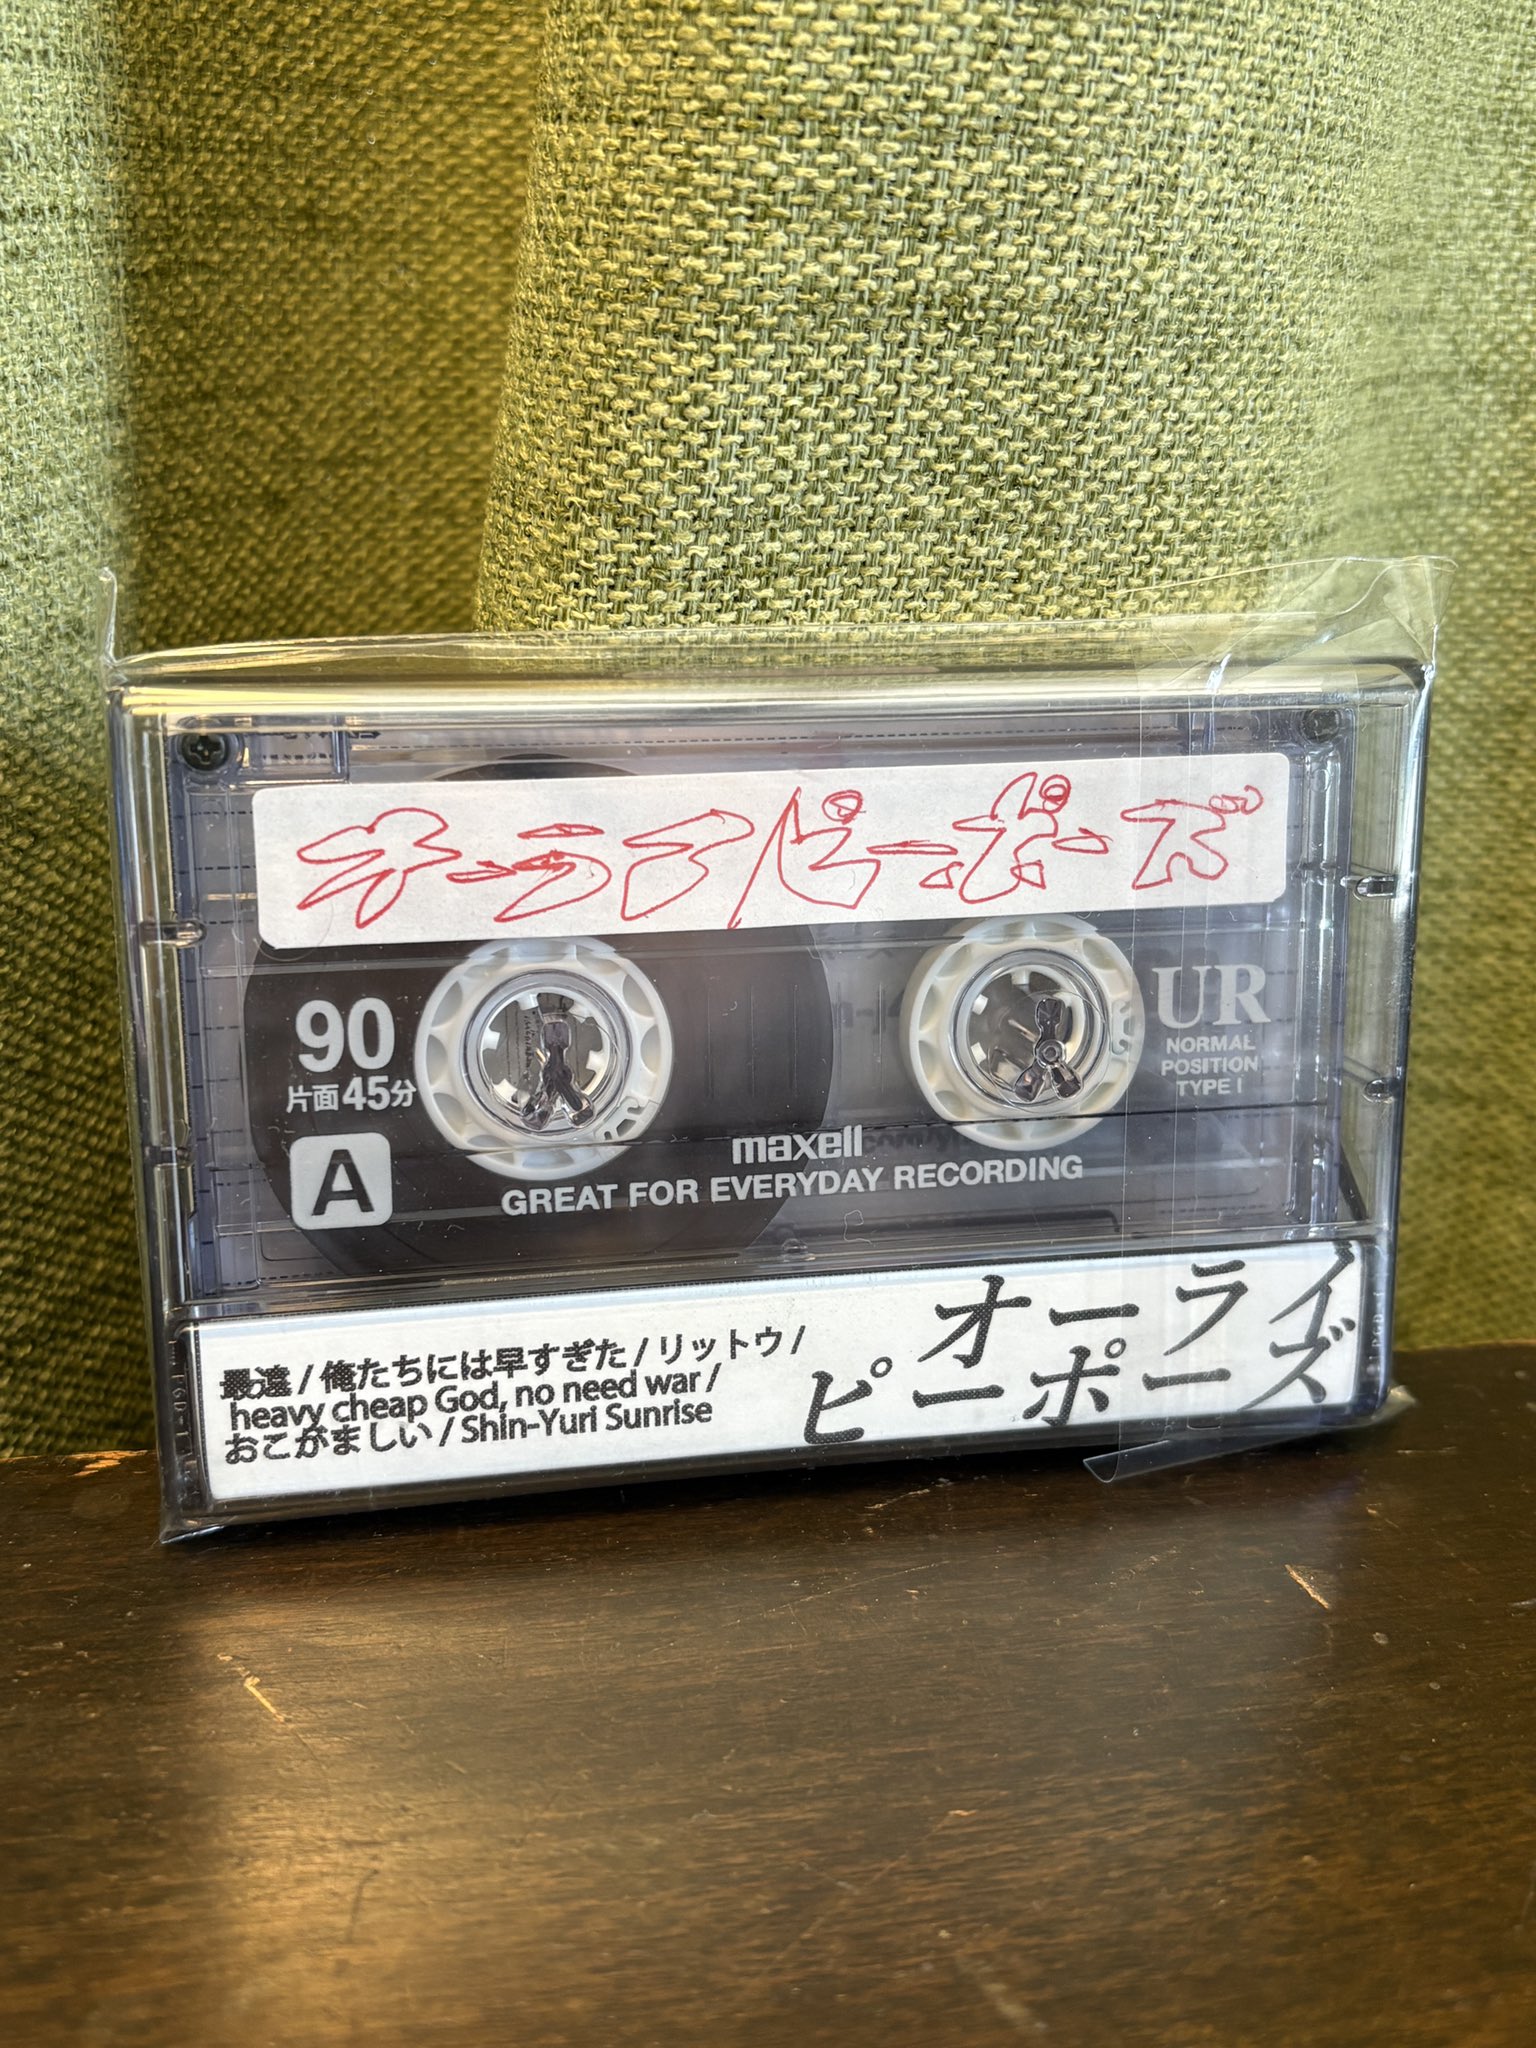 オーライ/ピーポーズ
90
片面45分
A
UR
NORMAL
POSITION
TYPE I
maxell
GREAT FOR EVERYDAY RECORDING
最遠 / 俺たちには早すぎた / リットウ /
heavy cheap God, no need war /
おこがましい / Shin-Yuri Sunrise
オーライ
ピーポーズ